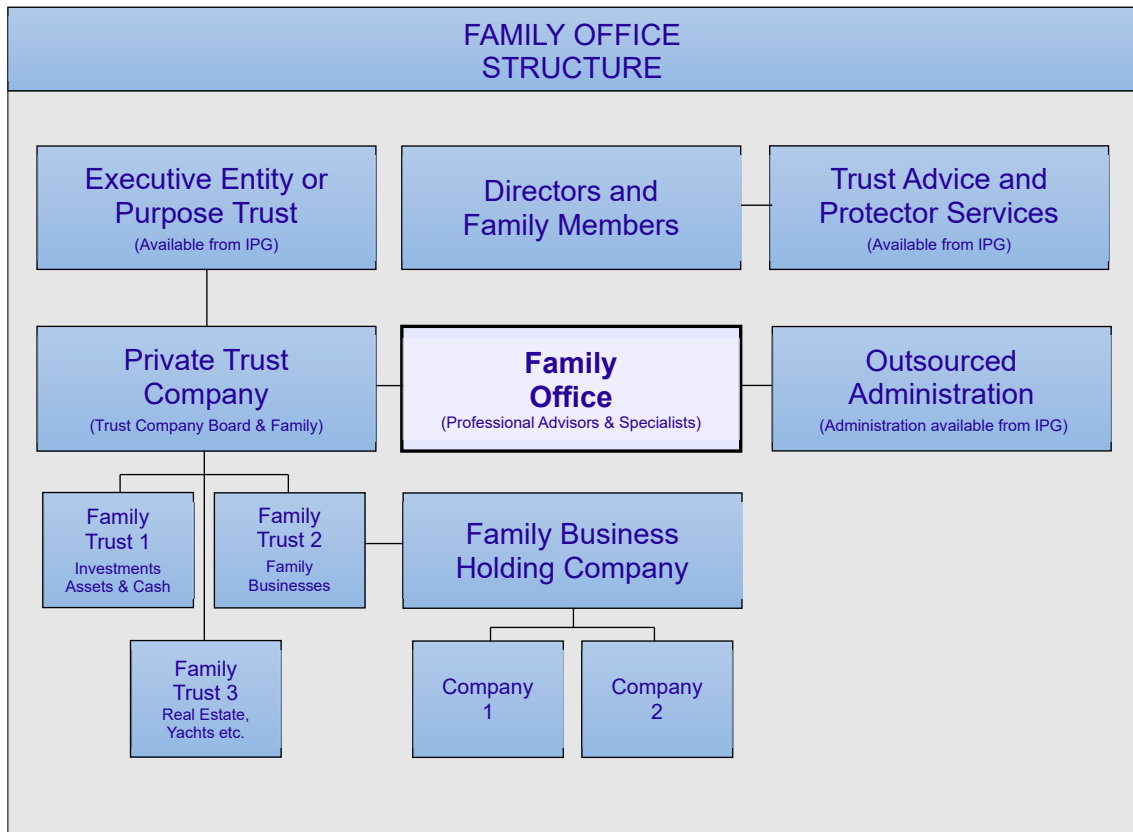 FAMILY OFFICE
STRUCTURE
Executive Entity or
Purpose Trust
(Available from IPG)
Directors and
Family Members
Trust Advice and
Protector Services
(Available from IPG)
Private Trust
Company
(Trust Company Board & Family)
Family
Office
(Professional Advisors & Specialists)
Outsourced
Administration
(Administration available from IPG)
Family
Trust 1
Investments
Assets & Cash
Family
Trust 2
Family
Businesses
Family Business
Holding Company
Family
Trust 3
Real Estate,
Yachts etc.
Company
1
Company
2